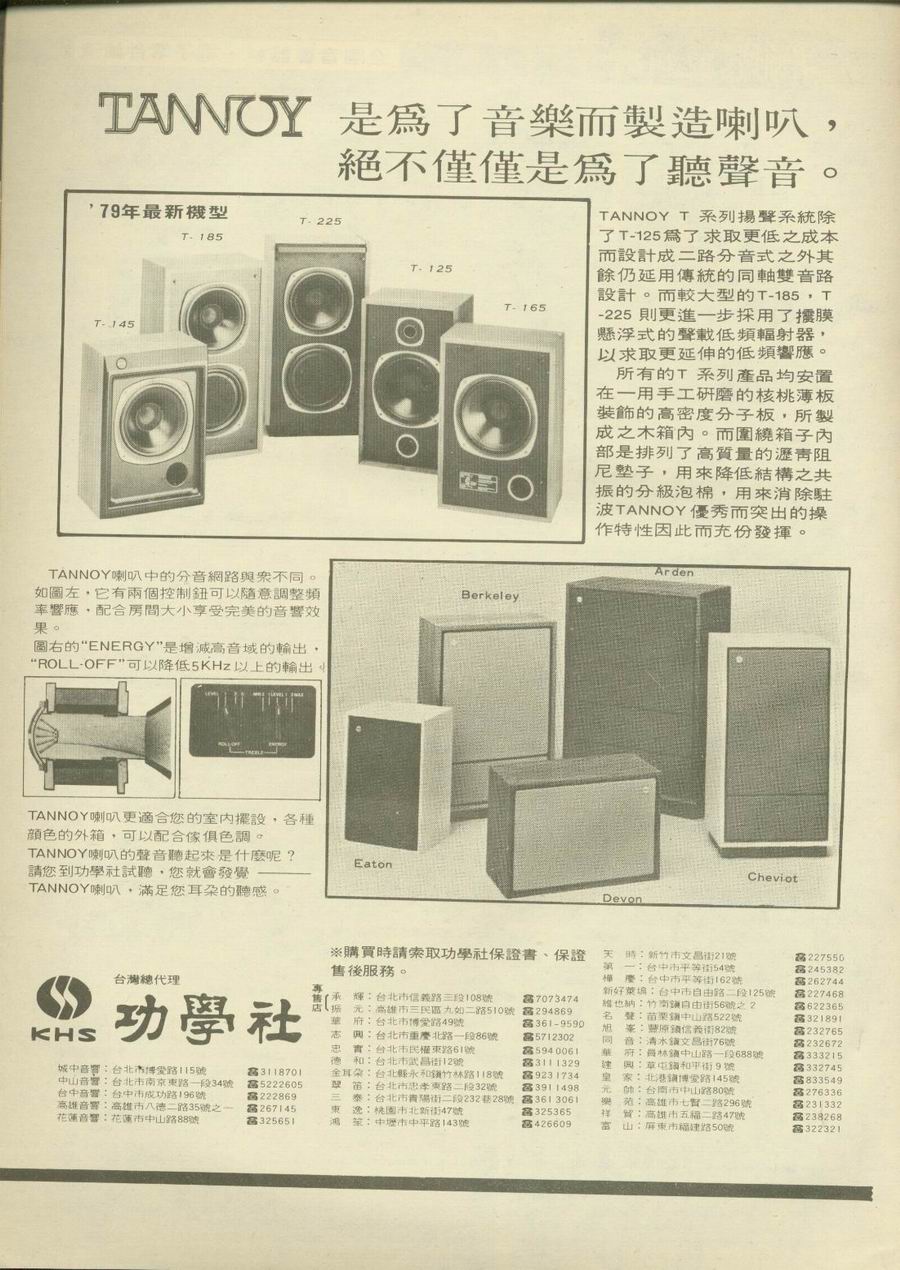 TANNOY
是爲了音樂而製造喇叭，
絕不僅僅是爲了聽聲音。
'79年最新機型
T-185
T-225
T-125
T-165
T-145
TANNOY T 系列揚聲系統除
了T-125爲了求取更低之成本
而設計成二路分音式之外其
餘仍延用傳統的同軸雙音路
設計。而較大型的T-185，T
-225 則更進一步採用了擴膜
懸浮式的聲載低頻輻射器，
以求取更延伸的低頻響應。
所有的T 系列產品均安置
在一用手工研磨的核桃薄板
裝飾的高密度分子板，所製
成之木箱內。而圍繞箱子內
部是排列了高質量的瀝靑阻
尼墊子，用來降低結構之共
振的分級泡棉，用來消除駐
波TANNOY優秀而突出的操
作特性因此而充份發揮。
TANNOY喇叭中的分音網路與衆不同。
如圖左，它有兩個控制鈕可以隨意調整頻
率響應，配合房間大小享受完美的音響效
果。
圖右的“ENERGY”是增減高音域的輸出，
“ROLL-OFF”可以降低5KHz以上的輸出。
LEVEL
LEVEL
ROLL-OFF
ENERGY
TREBLE
TANNOY喇叭更適合您的室內擺設，各種
顏色的外箱，可以配合傢俱色調。
TANNOY喇叭的聲音聽起來是什麼呢？
請您到功學社試聽，您就會發覺——
TANNOY喇叭，滿足您耳朶的聽感。
Arden
Berkeley
Eaton
Devon
Cheviot
台灣總代理
KHS 功學社
城中音響：台北市博愛路115號 ☎3118701
中山音響：台北市南京東路一段34號 ☎5222605
台中音響：台中市成功路196號 ☎222869
高雄音響：高雄市八德二路35號之一 ☎267145
花蓮音響：花蓮市中山路88號 ☎325651
※購買時請索取功學社保證書、保證
售後服務。
專售店
承輝：台北市信義路三段108號 ☎7073474
振元：高雄市三民區九如二路510號 ☎294869
華府：台北市博愛路49號 ☎361-9590
志興：台北市重慶北路一段86號 ☎5712302
忠實：台北市民權東路61號 ☎5940061
德和：台北市武昌街12號 ☎3111329
金耳朶：台北縣永和鎭竹林路118號 ☎9231734
翠笛：台北市忠孝東路二段32號 ☎3911498
三泰：台北市貴陽街二段232巷28號 ☎3613061
東逸：桃園市北新街47號 ☎325365
鴻笙：中壢市中平路143號 ☎426609
天時：新竹市文昌街21號 ☎227550
第一：台中市平等街54號 ☎245382
樺慶：台中市平等街162號 ☎262744
新好萊塢：台中市自由路二段125號 ☎227468
維也納：竹南鎭自由街56號之2 ☎622365
名聲：苗栗鎭中山路522號 ☎321891
旭峯：豐原鎭信義街82號 ☎232765
同音：清水鎭文昌街76號 ☎232672
華府：員林鎭中山路一段688號 ☎333215
建興：草屯鎭和平街9號 ☎332745
皇家：北港鎭博愛路145號 ☎833549
元帥：台南市中山路80號 ☎276336
樂苑：高雄市七賢二路296號 ☎231332
祥賀：高雄市五福二路47號 ☎238268
富山：屏東市福建路50號 ☎322321